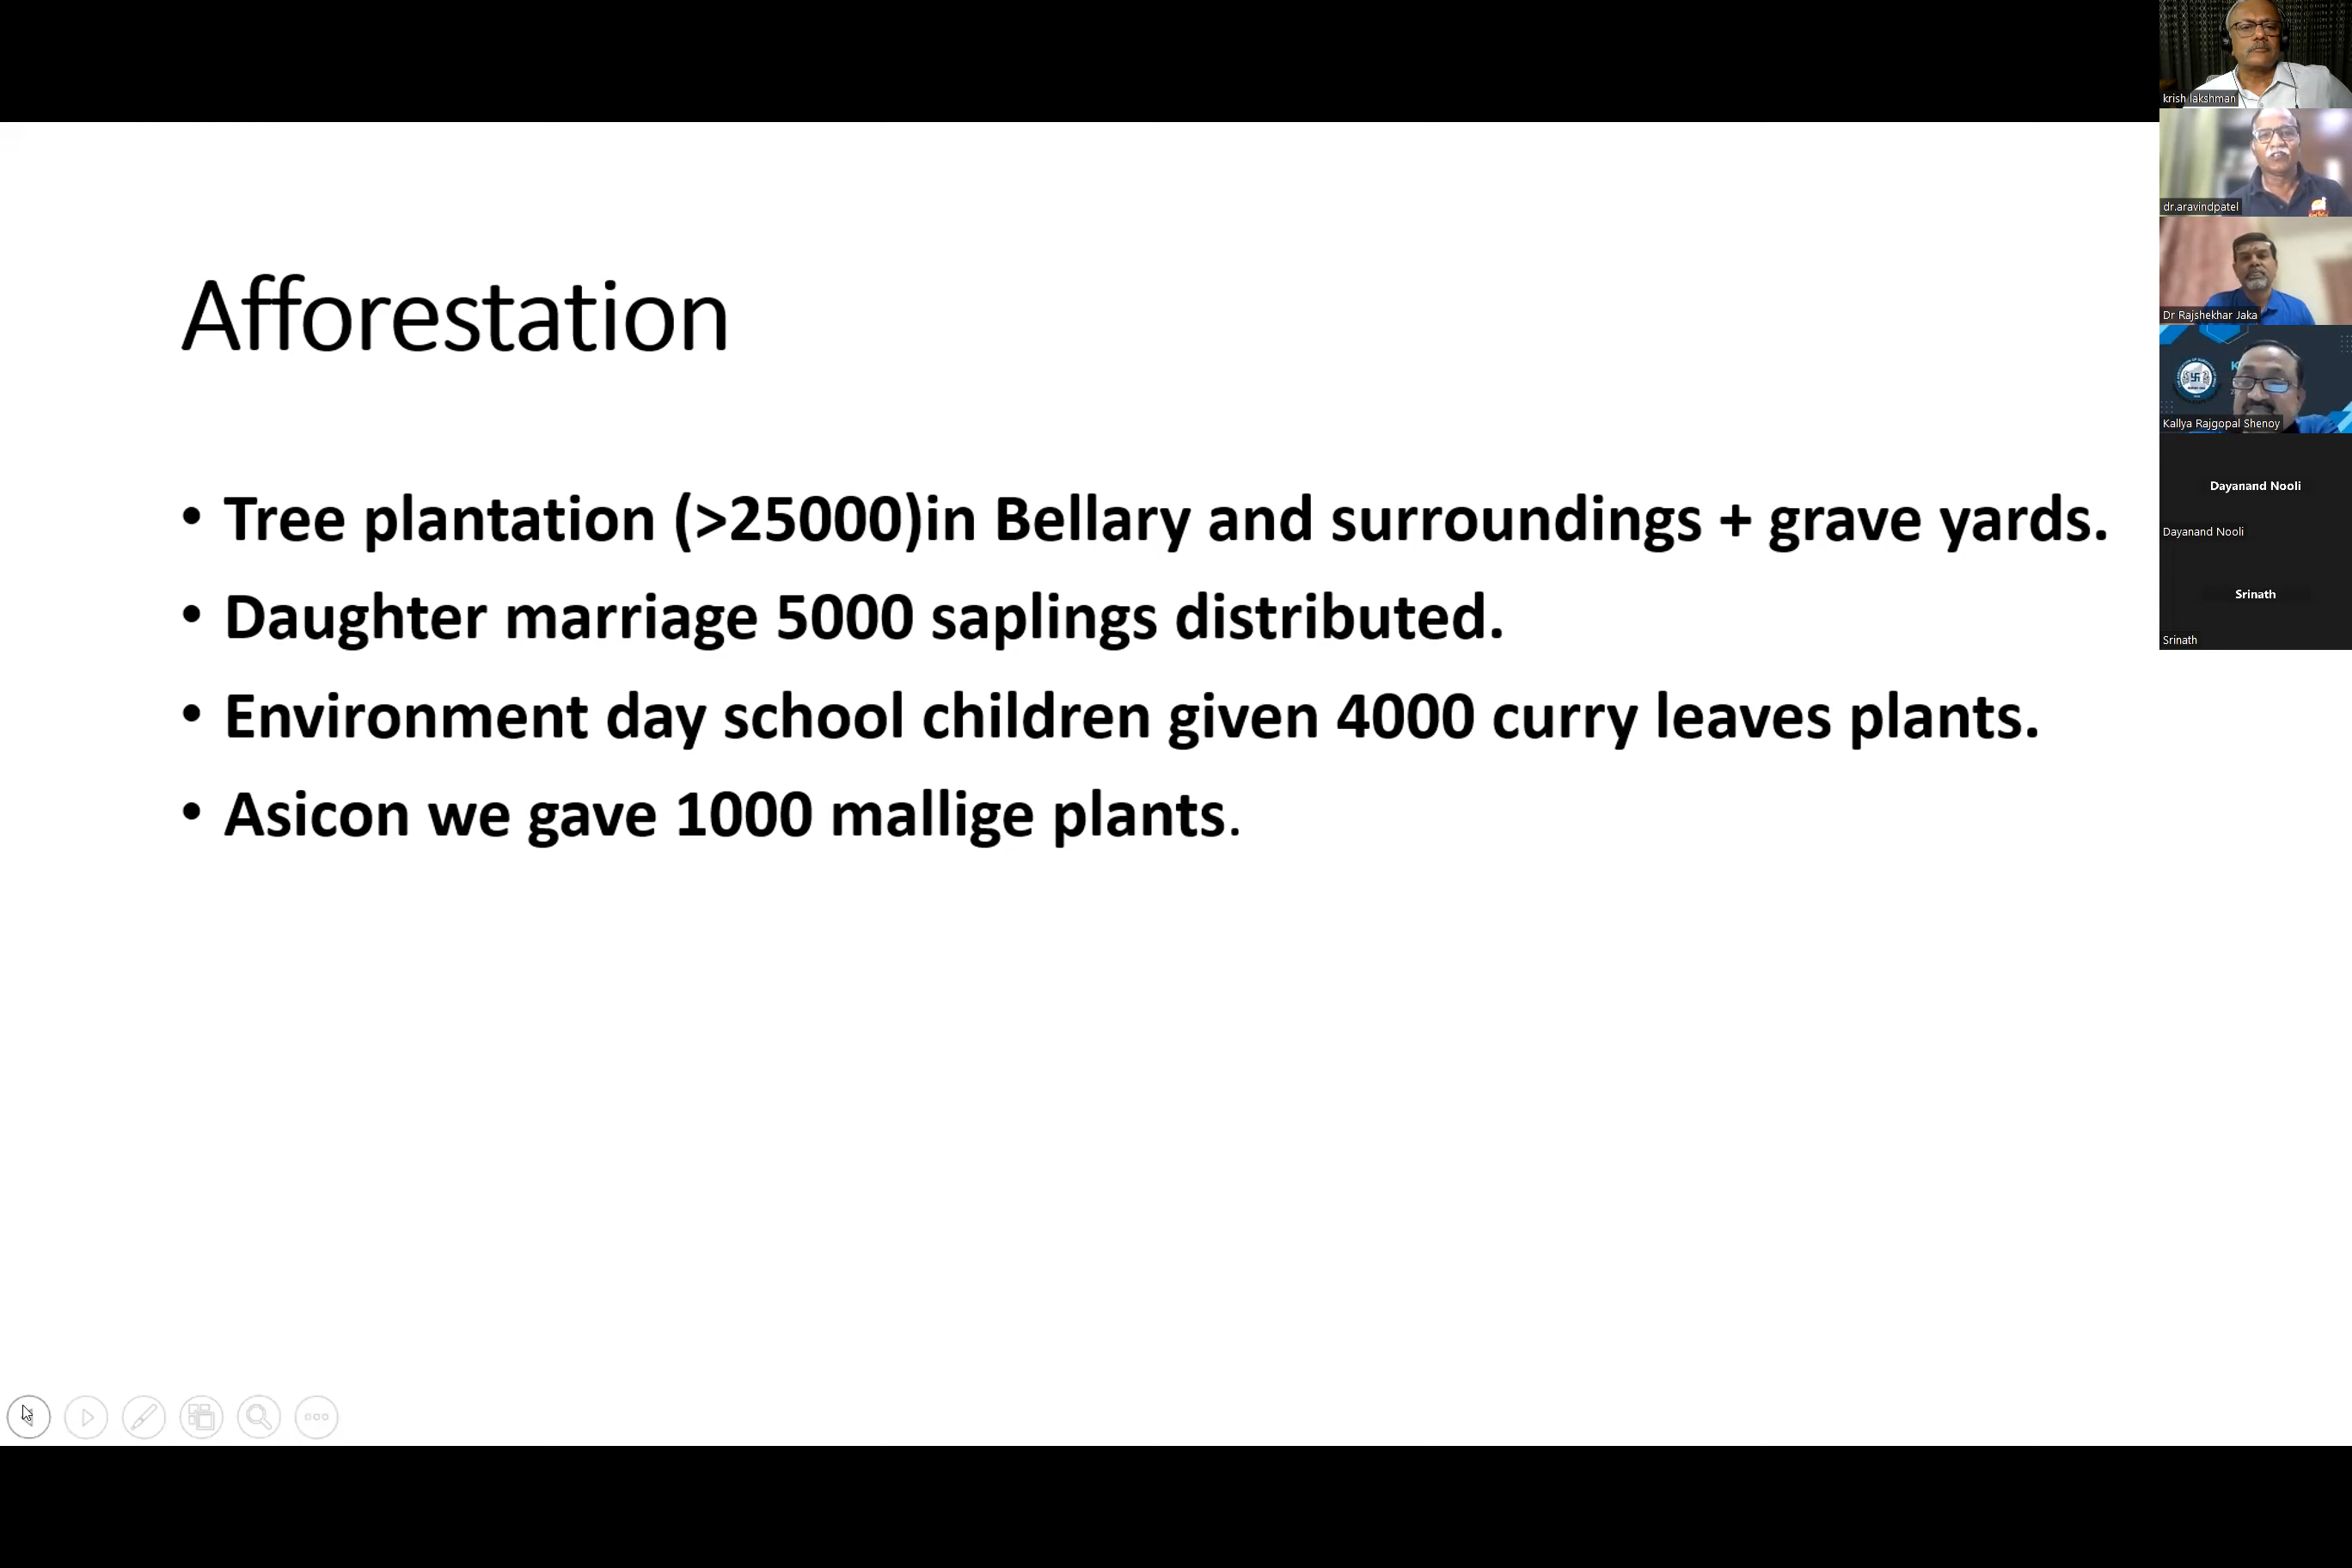 Afforestation
• Tree plantation (>25000)in Bellary and surroundings + grave yards.
• Daughter marriage 5000 saplings distributed.
• Environment day school children given 4000 curry leaves plants.
• Asicon we gave 1000 mallige plants.
krish lakshman
dr.aravindpatel
Dr Rajshekhar Jaka
Kallya Rajgopal Shenoy
Dayanand Nooli
Dayanand Nooli
Srinath
Srinath